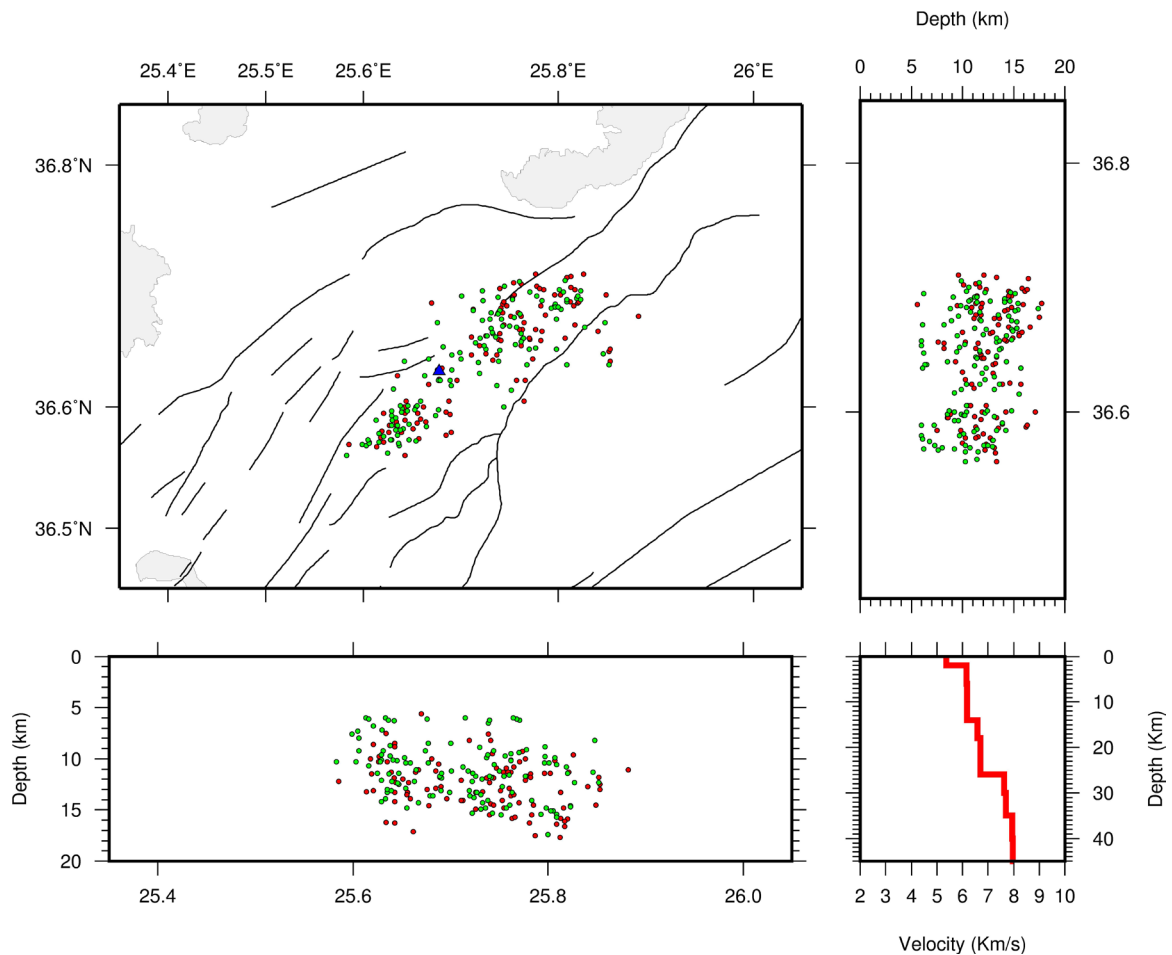 Depth (km)
25.4˚E 25.5˚E 25.6˚E 25.8˚E 26˚E
0 5 10 15 20
36.8˚N
36.6˚N
36.5˚N
36.8
36.6
0
5
10
15
20
Depth (km)
25.4 25.6 25.8 26.0
0
10
20
30
40
Depth (km)
2 3 4 5 6 7 8 9 10
Velocity (Km/s)